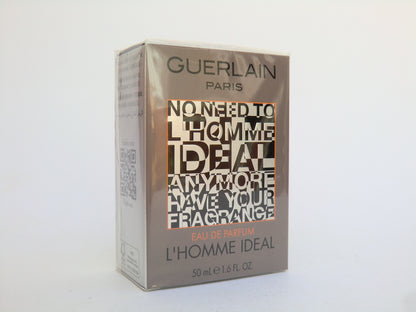 GUERLAIN
PARIS
NO NEED TO
L'HOMME
IDEAL
ANYMORE
HAVE YOUR
FRAGRANCE
EAU DE PARFUM
L'HOMME IDEAL
50 mL e 1.6 FL. OZ.